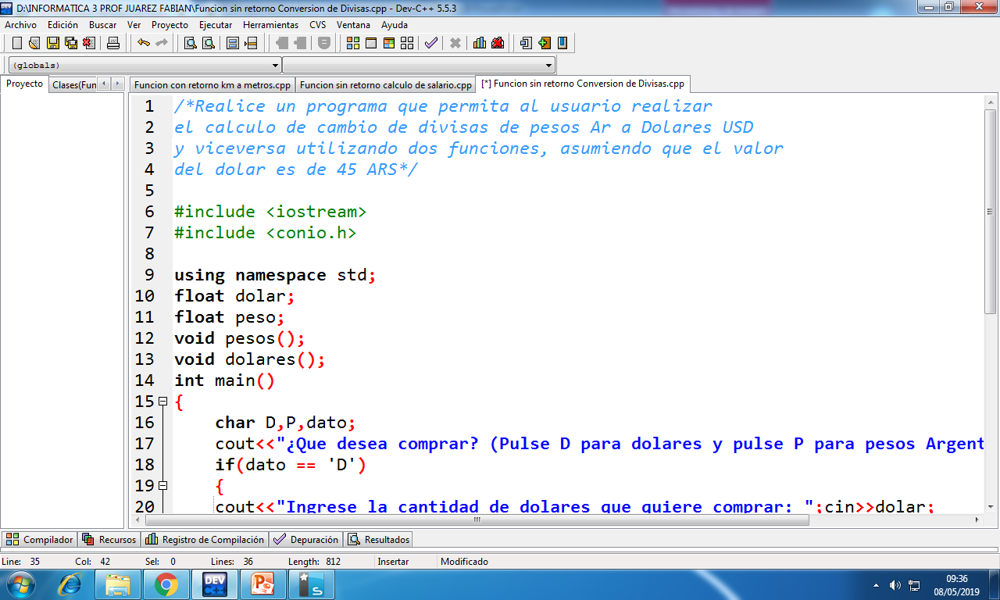 D:\INFORMATICA 3 PROF JUAREZ FABIAN\Funcion sin retorno Conversion de Divisas.cpp - Dev-C++ 5.5.3
Archivo Edición Buscar Ver Proyecto Ejecutar Herramientas CVS Ventana Ayuda
(globals)
Proyecto Clases(Fun Funcion con retorno km a metros.cpp Funcion sin retorno calculo de salario.cpp [*] Funcion sin retorno Conversion de Divisas.cpp
1 /*Realice un programa que permita al usuario realizar
2 el calculo de cambio de divisas de pesos Ar a Dolares USD
3 y viceversa utilizando dos funciones, asumiendo que el valor
4 del dolar es de 45 ARS*/
5
6 #include <iostream>
7 #include <conio.h>
8
9 using namespace std;
10 float dolar;
11 float peso;
12 void pesos();
13 void dolares();
14 int main()
15 {
16 char D,P,dato;
17 cout<<"¿Que desea comprar? (Pulse D para dolares y pulse P para pesos Argent
18 if(dato == 'D')
19 {
20 cout<<"Ingrese la cantidad de dolares que quiere comprar: ";cin>>dolar;
Compilador Recursos Registro de Compilación Depuración Resultados
Line: 35 Col: 42 Sel: 0 Lines: 36 Length: 812 Insertar Modificado
DEV C++ P S 09:36
08/05/2019